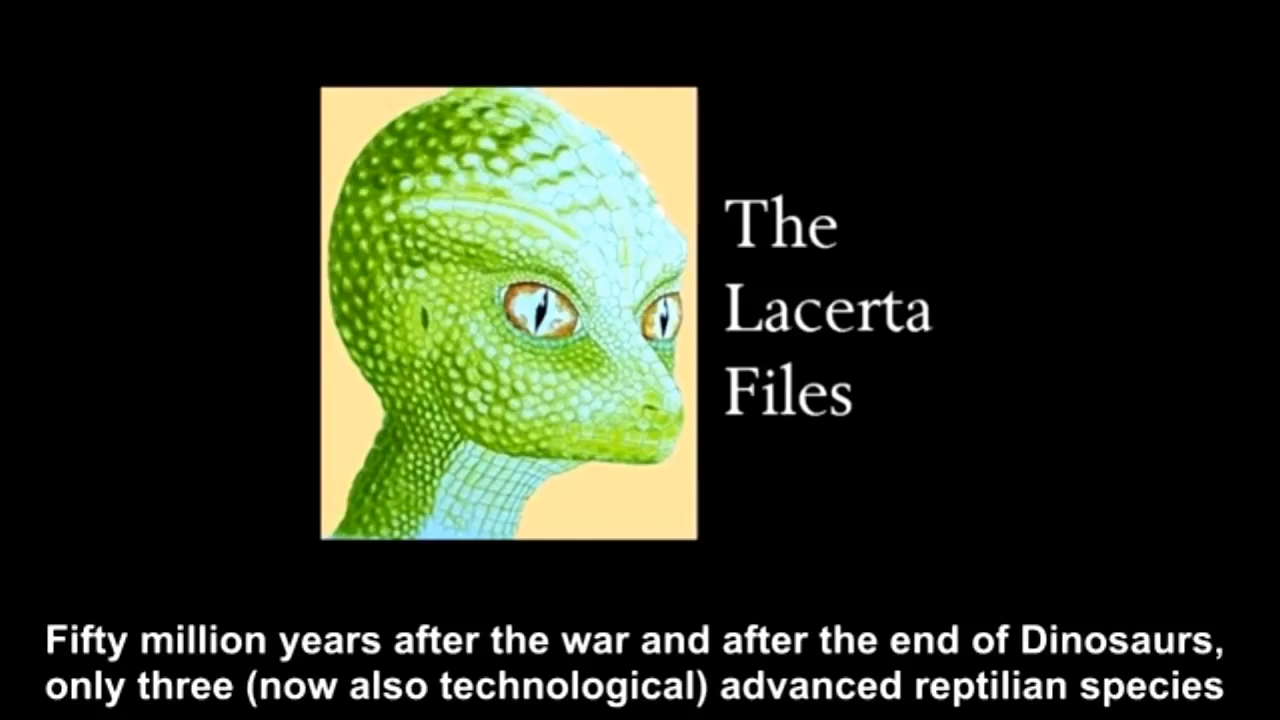 The
Lacerta
Files
Fifty million years after the war and after the end of Dinosaurs,
only three (now also technological) advanced reptilian species